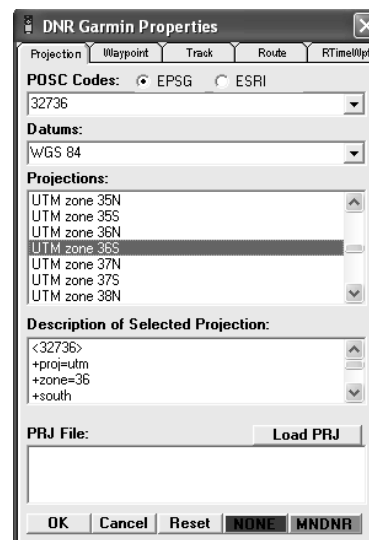 DNR Garmin Properties
Projection Waypoint Track Route RTimeWpt
POSC Codes: EPSG ESRI
32736
Datums:
WGS 84
Projections:
UTM zone 35N
UTM zone 35S
UTM zone 36N
UTM zone 36S
UTM zone 37N
UTM zone 37S
UTM zone 38N
Description of Selected Projection:
<32736>
+proj=utm
+zone=36
+south
PRJ File: Load PRJ
OK Cancel Reset NONE MNDNR